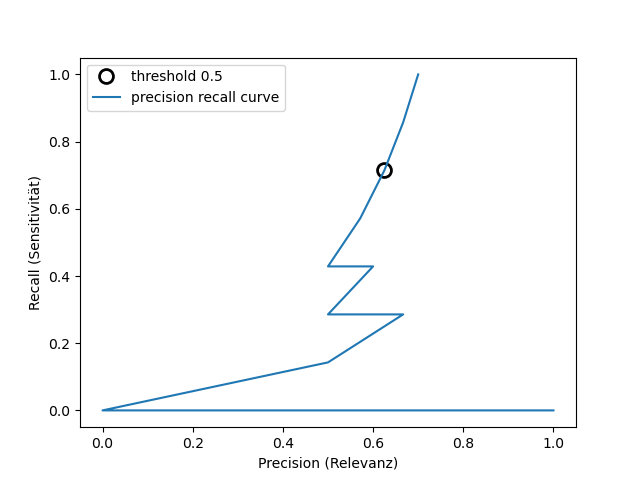 threshold 0.5
precision recall curve
1.0
0.8
0.6
0.4
0.2
0.0
Recall (Sensitivität)
0.0 0.2 0.4 0.6 0.8 1.0
Precision (Relevanz)